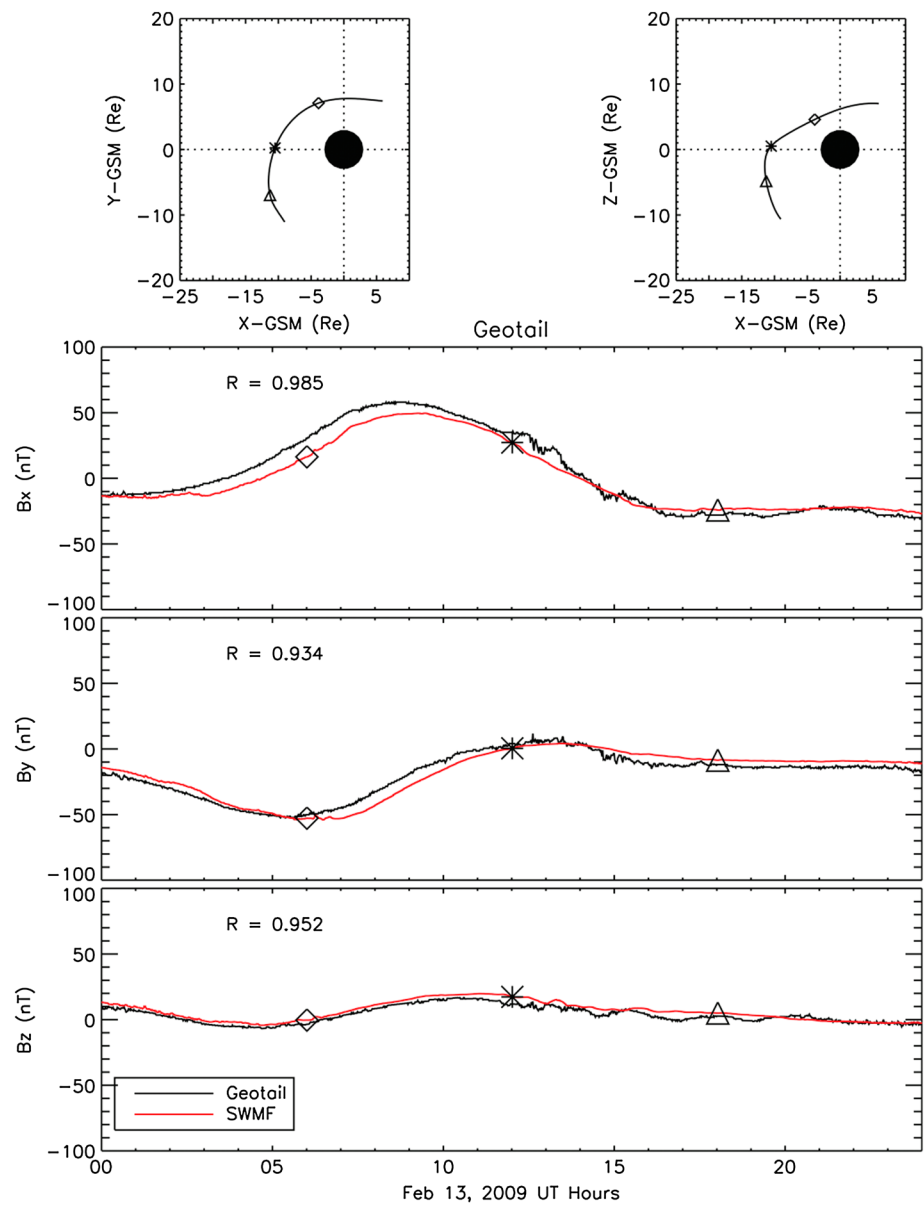 20
10
0
-10
-20
Y-GSM (Re)
-25 -15 -5 5
X-GSM (Re)
20
10
0
-10
-20
Z-GSM (Re)
-25 -15 -5 5
X-GSM (Re)
Geotail
100
50
0
-50
-100
Bx (nT)
R = 0.985
100
50
0
-50
-100
By (nT)
R = 0.934
100
50
0
-50
-100
Bz (nT)
R = 0.952
Geotail
SWMF
00 05 10 15 20
Feb 13, 2009 UT Hours